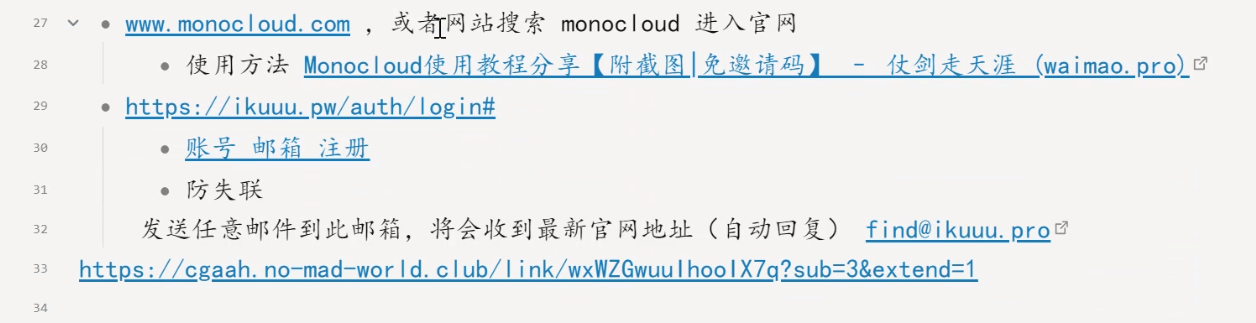 27 www.monocloud.com ，或者网站搜索 monocloud 进入官网
28 使用方法 Monocloud使用教程分享【附截图|免邀请码】 - 仗剑走天涯 (waimao.pro)
29 https://ikuuu.pw/auth/login#
30 账号 邮箱 注册
31 防失联
32 发送任意邮件到此邮箱，将会收到最新官网地址（自动回复） find@ikuuu.pro
33 https://cgaah.no-mad-world.club/link/wxWZGwuuIhooIX7q?sub=3&extend=1
34